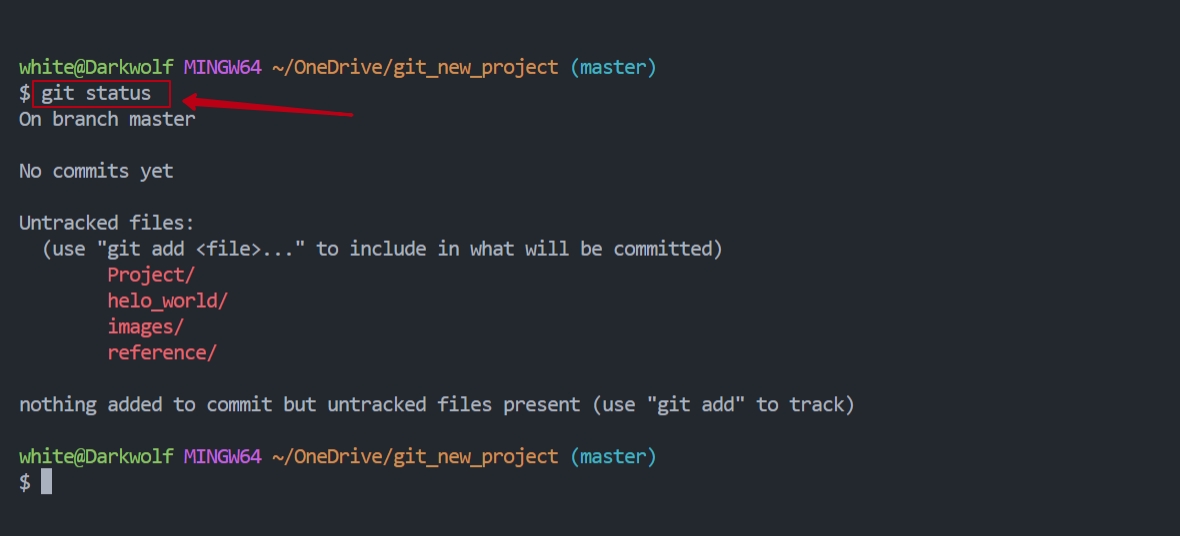 white@Darkwolf MINGW64 ~/OneDrive/git_new_project (master)
$ git status
On branch master
No commits yet
Untracked files:
(use "git add <file>..." to include in what will be committed)
Project/
helo_world/
images/
reference/
nothing added to commit but untracked files present (use "git add" to track)
white@Darkwolf MINGW64 ~/OneDrive/git_new_project (master)
$